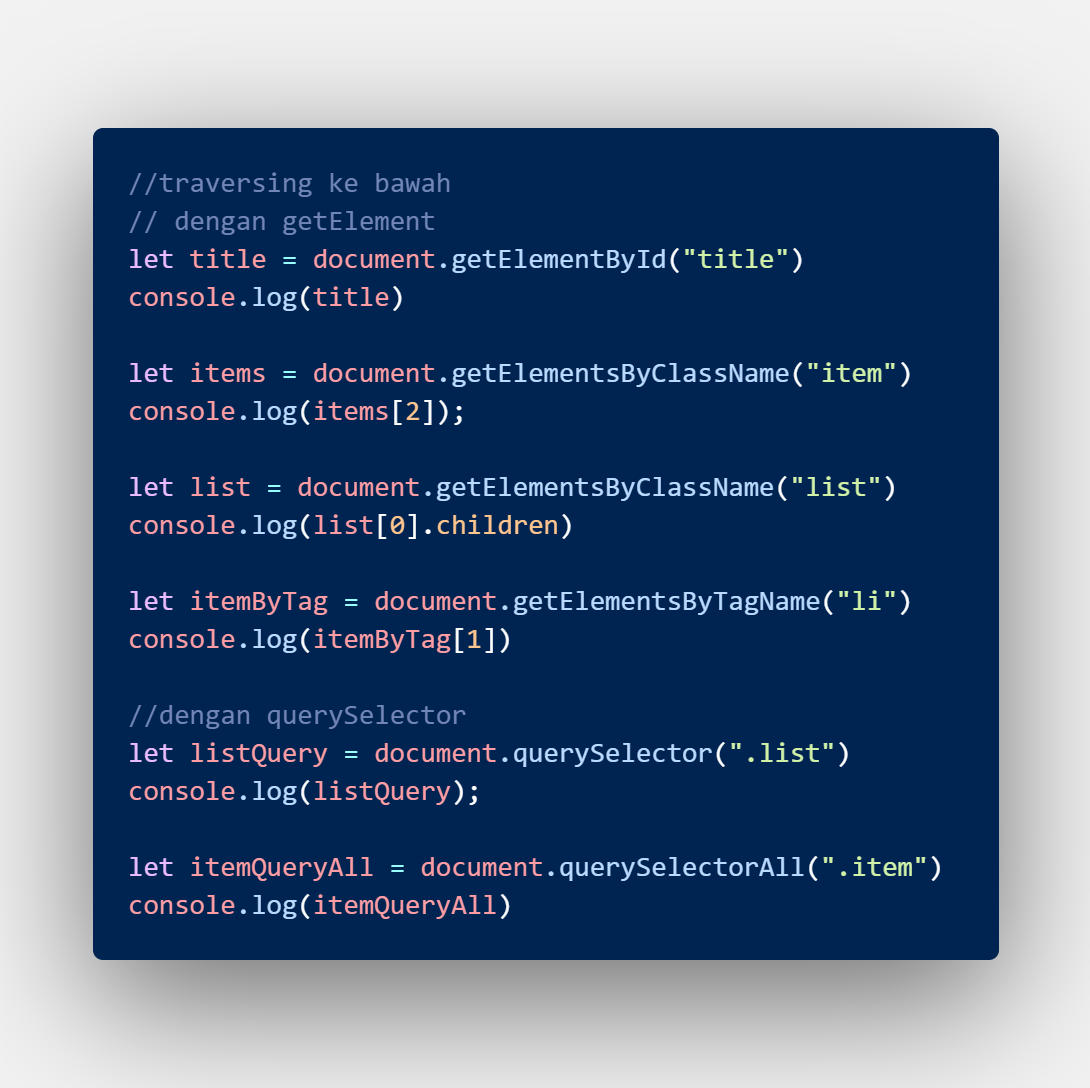 //traversing ke bawah
// dengan getElement
let title = document.getElementById("title")
console.log(title)
let items = document.getElementsByClassName("item")
console.log(items[2]);
let list = document.getElementsByClassName("list")
console.log(list[0].children)
let itemByTag = document.getElementsByTagName("li")
console.log(itemByTag[1])
//dengan querySelector
let listQuery = document.querySelector(".list")
console.log(listQuery);
let itemQueryAll = document.querySelectorAll(".item")
console.log(itemQueryAll)